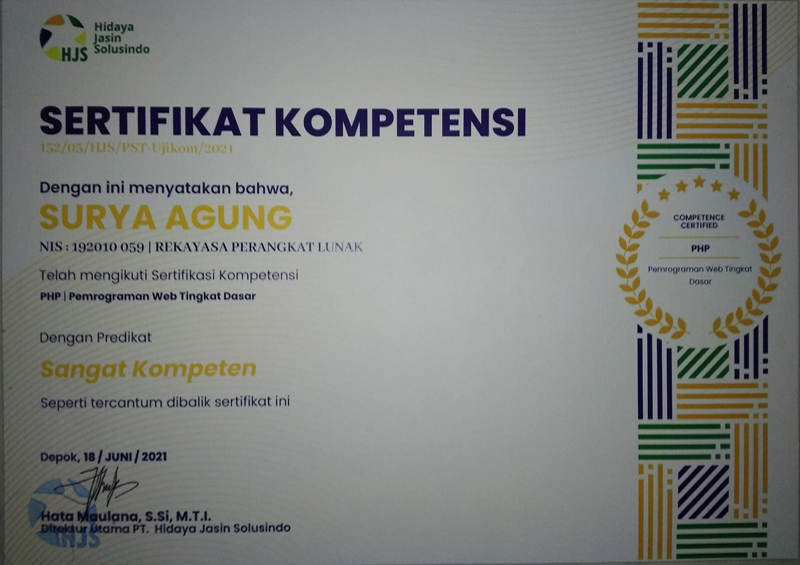 HJS
Hidaya
Jasin
Solusindo
SERTIFIKAT KOMPETENSI
152/05/HJS/PST-Ujikom/2021
Dengan ini menyatakan bahwa,
SURYA AGUNG
NIS : 192010 059 | REKAYASA PERANGKAT LUNAK
Telah mengikuti Sertifikasi Kompetensi
PHP | Pemrograman Web Tingkat Dasar
Dengan Predikat
Sangat Kompeten
Seperti tercantum dibalik sertifikat ini
Depok, 18 / JUNI / 2021
Hata Maulana, S.Si, M.T.I.
Direktur Utama PT. Hidaya Jasin Solusindo
HJS
COMPETENCE
CERTIFIED
PHP
Pemrograman Web Tingkat
Dasar